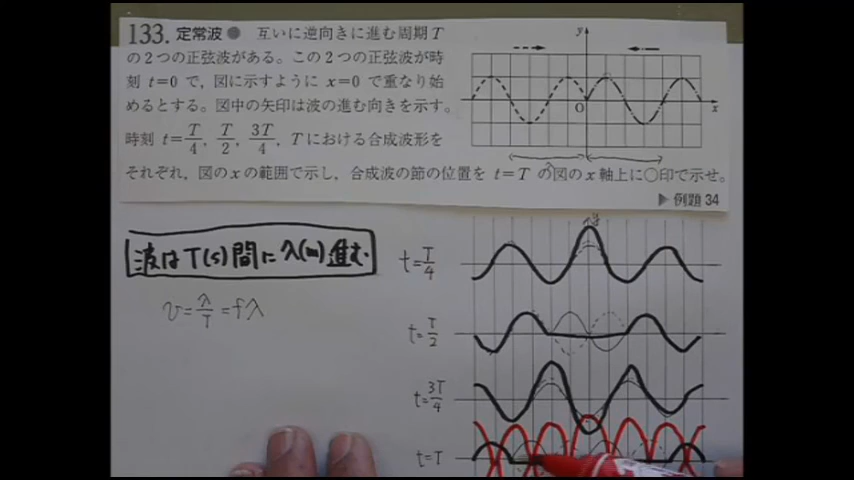 133. 定常波 ● 互いに逆向きに進む周期 T
の2つの正弦波がある。この2つの正弦波が時
刻 t=0 で，図に示すように x=0 で重なり始
めるとする。図中の矢印は波の進む向きを示す。
時刻 t=T/4, T/2, 3T/4, T における合成波形を
それぞれ，図の x の範囲で示し，合成波の節の位置を t=T の図の x 軸上に○印で示せ。
▶ 例題 34
y
O
x
波は T(s) 間に λ(m) 進む
v=λ/T=fλ
y
t=T/4
t=T/2
t=3T/4
t=T